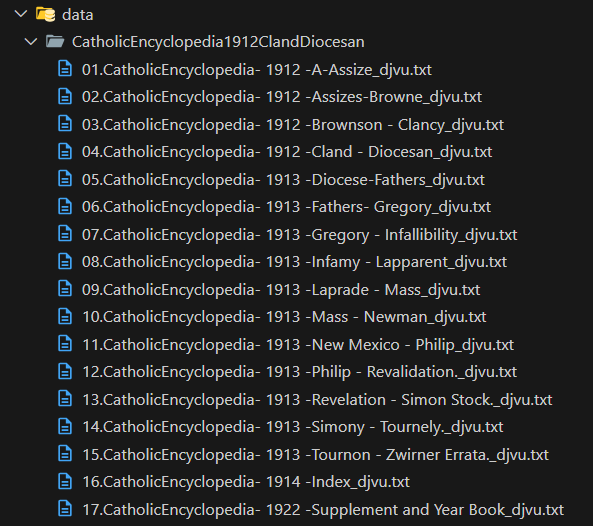 data
CatholicEncyclopedia1912ClandDiocesan
01.CatholicEncyclopedia- 1912 -A-Assize_djvu.txt
02.CatholicEncyclopedia- 1912 -Assizes-Browne_djvu.txt
03.CatholicEncyclopedia- 1912 -Brownson - Clancy_djvu.txt
04.CatholicEncyclopedia- 1912 -Cland - Diocesan_djvu.txt
05.CatholicEncyclopedia- 1913 -Diocese-Fathers_djvu.txt
06.CatholicEncyclopedia- 1913 -Fathers- Gregory_djvu.txt
07.CatholicEncyclopedia- 1913 -Gregory - Infallibility_djvu.txt
08.CatholicEncyclopedia- 1913 -Infamy - Lapparent_djvu.txt
09.CatholicEncyclopedia- 1913 -Laprade - Mass_djvu.txt
10.CatholicEncyclopedia- 1913 -Mass - Newman_djvu.txt
11.CatholicEncyclopedia- 1913 -New Mexico - Philip_djvu.txt
12.CatholicEncyclopedia- 1913 -Philip - Revalidation._djvu.txt
13.CatholicEncyclopedia- 1913 -Revelation - Simon Stock._djvu.txt
14.CatholicEncyclopedia- 1913 -Simony - Tournely._djvu.txt
15.CatholicEncyclopedia- 1913 -Tournon - Zwirner Errata._djvu.txt
16.CatholicEncyclopedia- 1914 -Index_djvu.txt
17.CatholicEncyclopedia- 1922 -Supplement and Year Book_djvu.txt